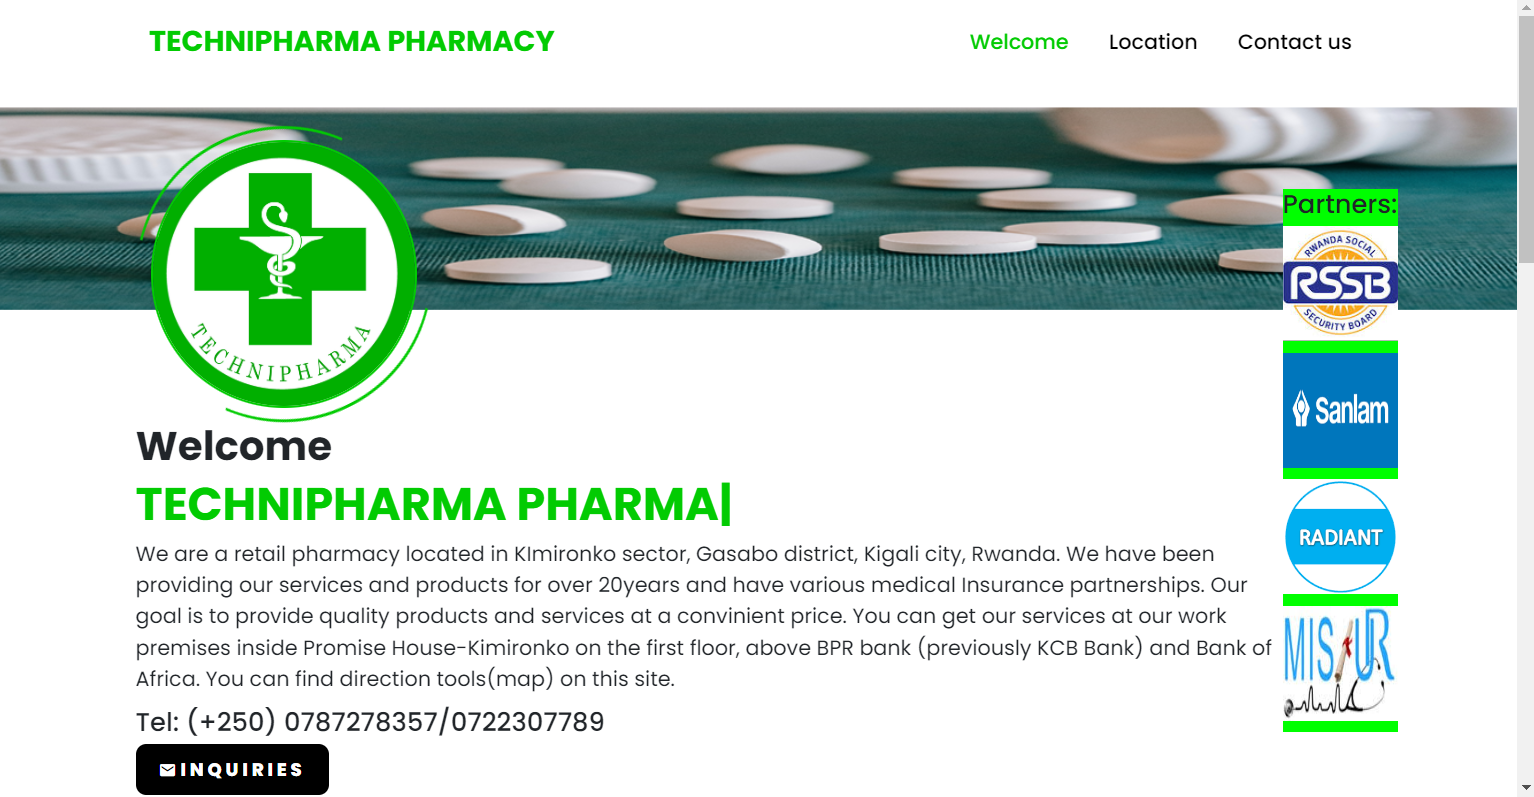 TECHNIPHARMA PHARMACY
Welcome
Location
Contact us
TECHNIPHARMA
Partners:
RWANDA SOCIAL
RSSB
SECURITY BOARD
Sanlam
RADIANT
MISUR
Welcome
TECHNIPHARMA PHARMA|
We are a retail pharmacy located in KImironko sector, Gasabo district, Kigali city, Rwanda. We have been
providing our services and products for over 20years and have various medical Insurance partnerships. Our
goal is to provide quality products and services at a convinient price. You can get our services at our work
premises inside Promise House-Kimironko on the first floor, above BPR bank (previously KCB Bank) and Bank of
Africa. You can find direction tools(map) on this site.
Tel: (+250) 0787278357/0722307789
INQUIRIES